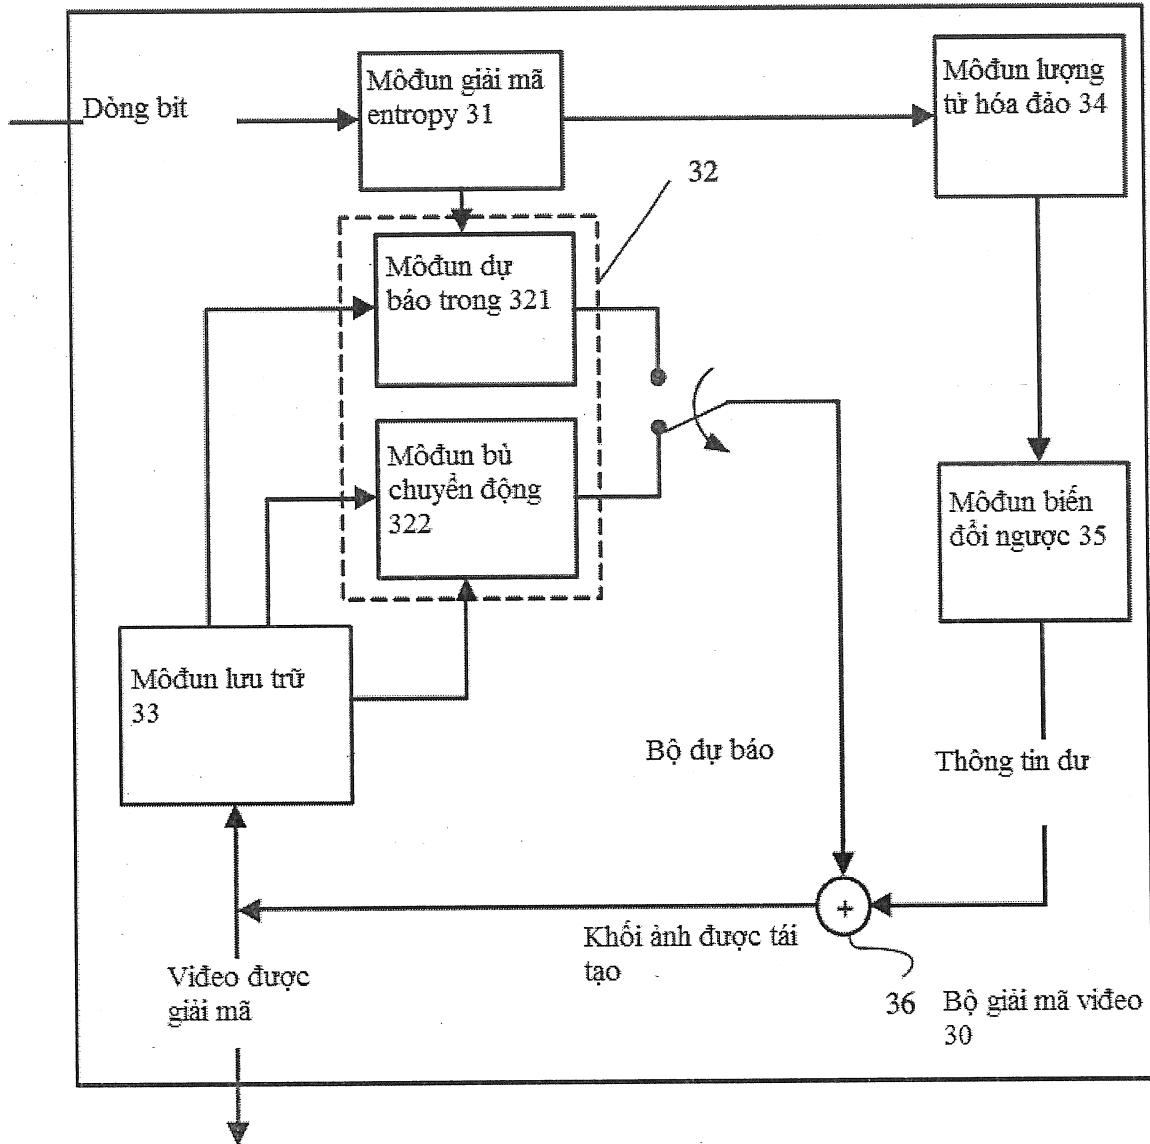 Dòng bit
Môđun giải mã
entropy 31
Môđun lượng
tử hóa đảo 34
32
Môđun dự
báo trong 321
Môđun bù
chuyển động
322
Môđun biến
đổi ngược 35
Môđun lưu trữ
33
Bộ dự báo
Thông tin dư
+
Khối ảnh được tái
tạo
Viđeo được
giải mã
36
Bộ giải mã viđeo
30